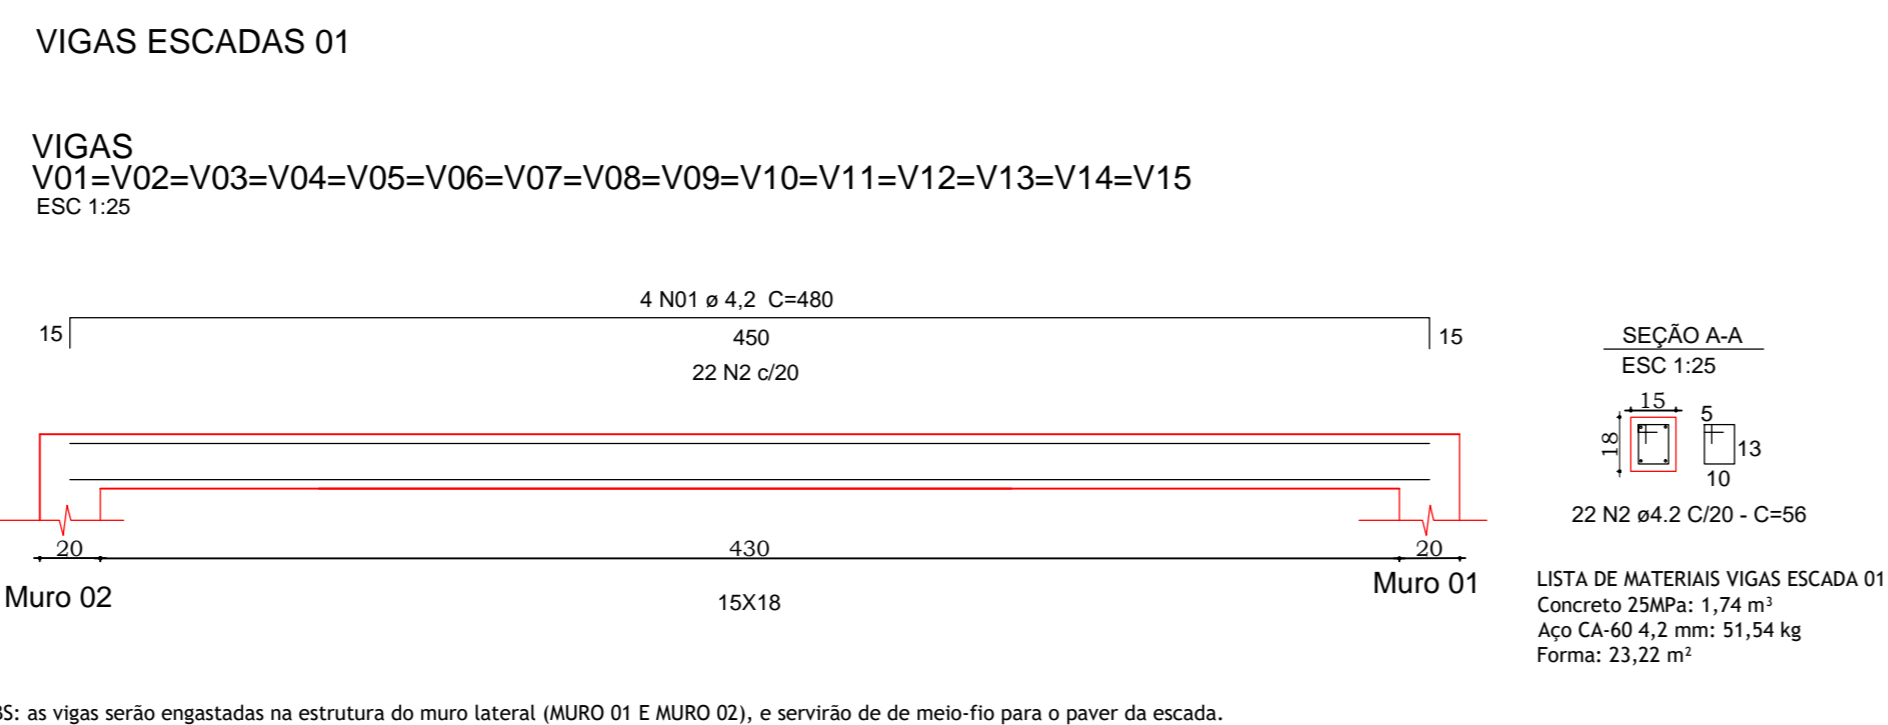 VIGAS ESCADAS 01
VIGAS
V01=V02=V03=V04=V05=V06=V07=V08=V09=V10=V11=V12=V13=V14=V15
ESC 1:25
4 N01 ø 4,2 C=480
15
450
15
22 N2 c/20
20
430
20
Muro 02
15X18
Muro 01
SEÇÃO A-A
ESC 1:25
15
5
18
13
10
22 N2 ø4.2 C/20 - C=56
LISTA DE MATERIAIS VIGAS ESCADA 01
Concreto 25MPa: 1,74 m³
Aço CA-60 4,2 mm: 51,54 kg
Forma: 23,22 m²
BS: as vigas serão engastadas na estrutura do muro lateral (MURO 01 E MURO 02), e servirão de de meio-fio para o paver da escada.